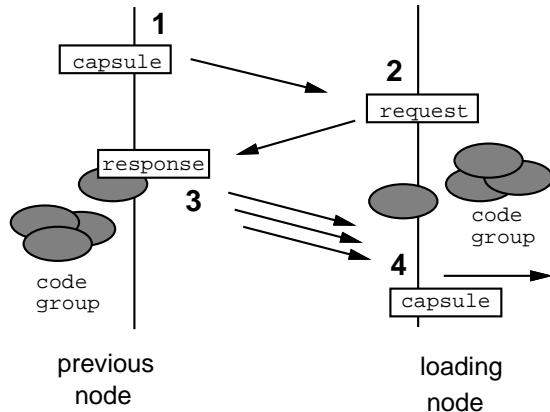 1
capsule
2
request
response
3
code
group
code
group
4
capsule
previous
node
loading
node